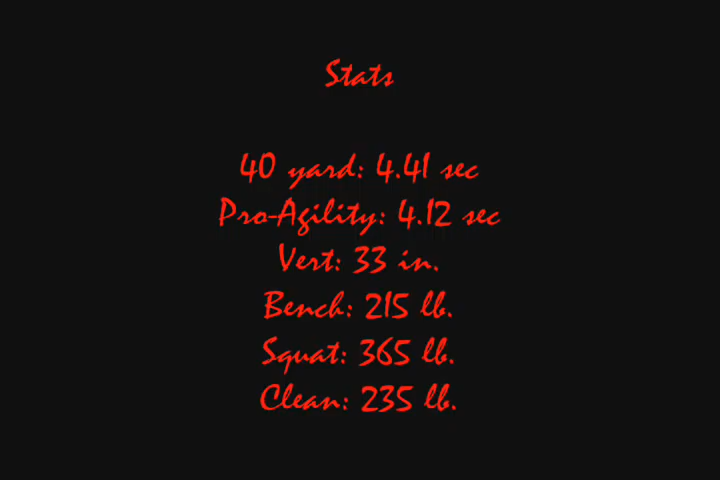 Stats
40 yard: 4.41 sec
Pro-Agility: 4.12 sec
Vert: 33 in.
Bench: 215 lb.
Squat: 365 lb.
Clean: 235 lb.